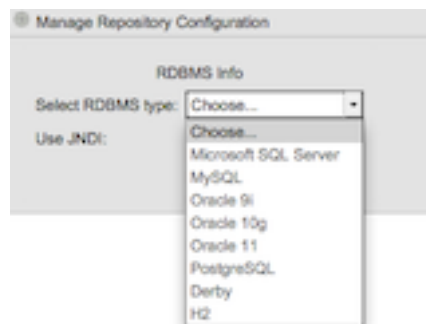 Manage Repository Configuration
RDBMS Info
Select RDBMS type: Choose...
Use JNDI:
Choose...
Microsoft SQL Server
MySQL
Oracle 9i
Oracle 10g
Oracle 11
PostgreSQL
Derby
H2